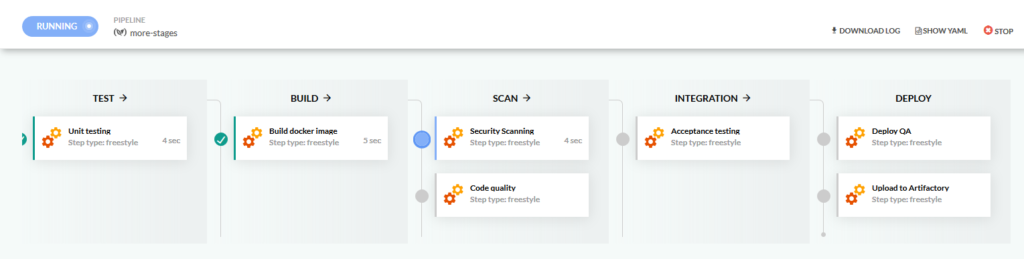 RUNNING
PIPELINE
more-stages
DOWNLOAD LOG
SHOW YAML
STOP
TEST →
BUILD →
SCAN →
INTEGRATION →
DEPLOY
Unit testing
Step type: freestyle
4 sec
Build docker image
Step type: freestyle
5 sec
Security Scanning
Step type: freestyle
4 sec
Acceptance testing
Step type: freestyle
Deploy QA
Step type: freestyle
Code quality
Step type: freestyle
Upload to Artifactory
Step type: freestyle